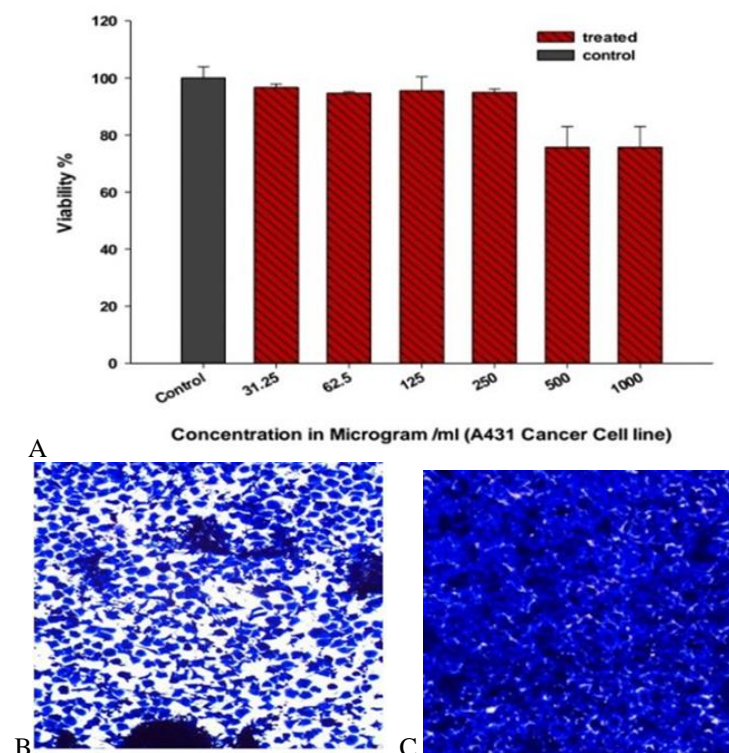 120
100
80
60
40
20
0
Viability %
treated
control
Control
31.25
62.5
125
250
500
1000
Concentration in Microgram /ml (A431 Cancer Cell line)
A
B
C